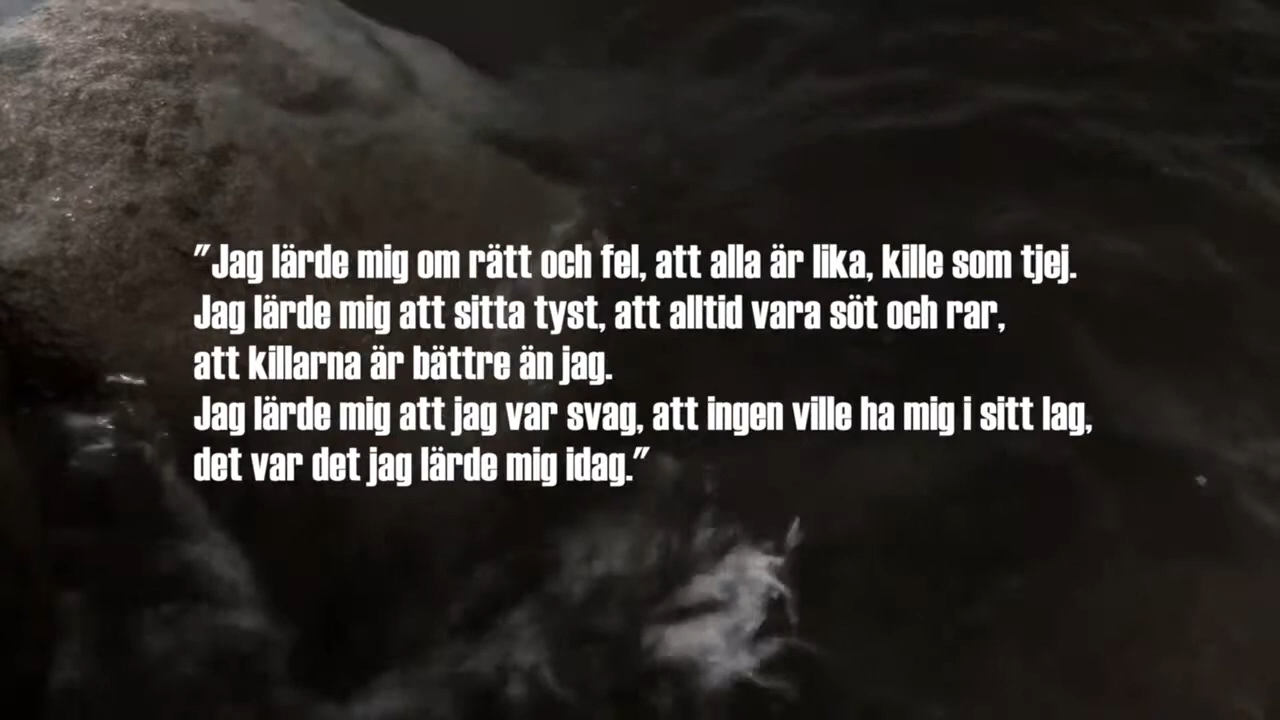 "Jag lärde mig om rätt och fel, att alla är lika, kille som tjej.
Jag lärde mig att sitta tyst, att alltid vara söt och rar,
att killarna är bättre än jag.
Jag lärde mig att jag var svag, att ingen ville ha mig i sitt lag,
det var det jag lärde mig idag."